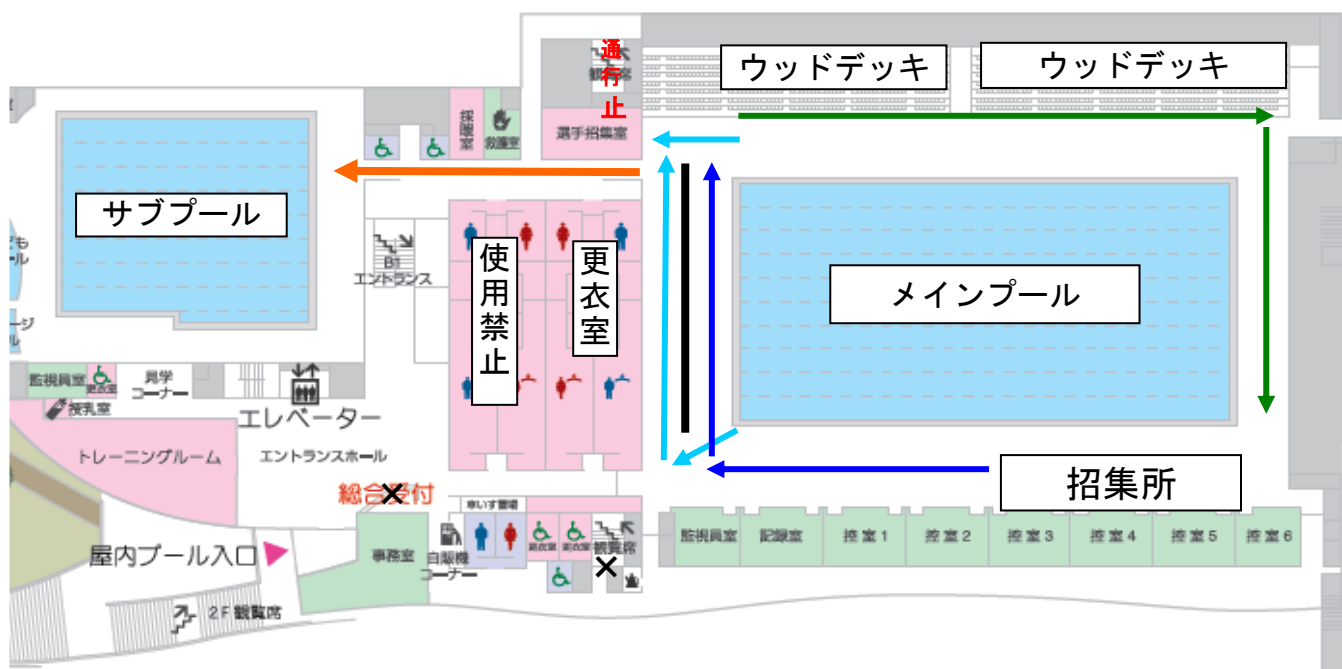 通
行
止
観覧席
ウッドデッキ
ウッドデッキ
採暖室
救護室
選手招集室
サブプール
B1
エントランス
使
用
禁
止
更
衣
室
メインプール
監視員室
更衣室
見学
コーナー
授乳室
エレベーター
トレーニングルーム
エントランスホール
総合受付
招集所
車いす置場
屋内プール入口
事務室
自販機
コーナー
更衣室
更衣室
観覧席
監視員室
記録室
控室1
控室2
控室3
控室4
控室5
控室6
2F観覧席